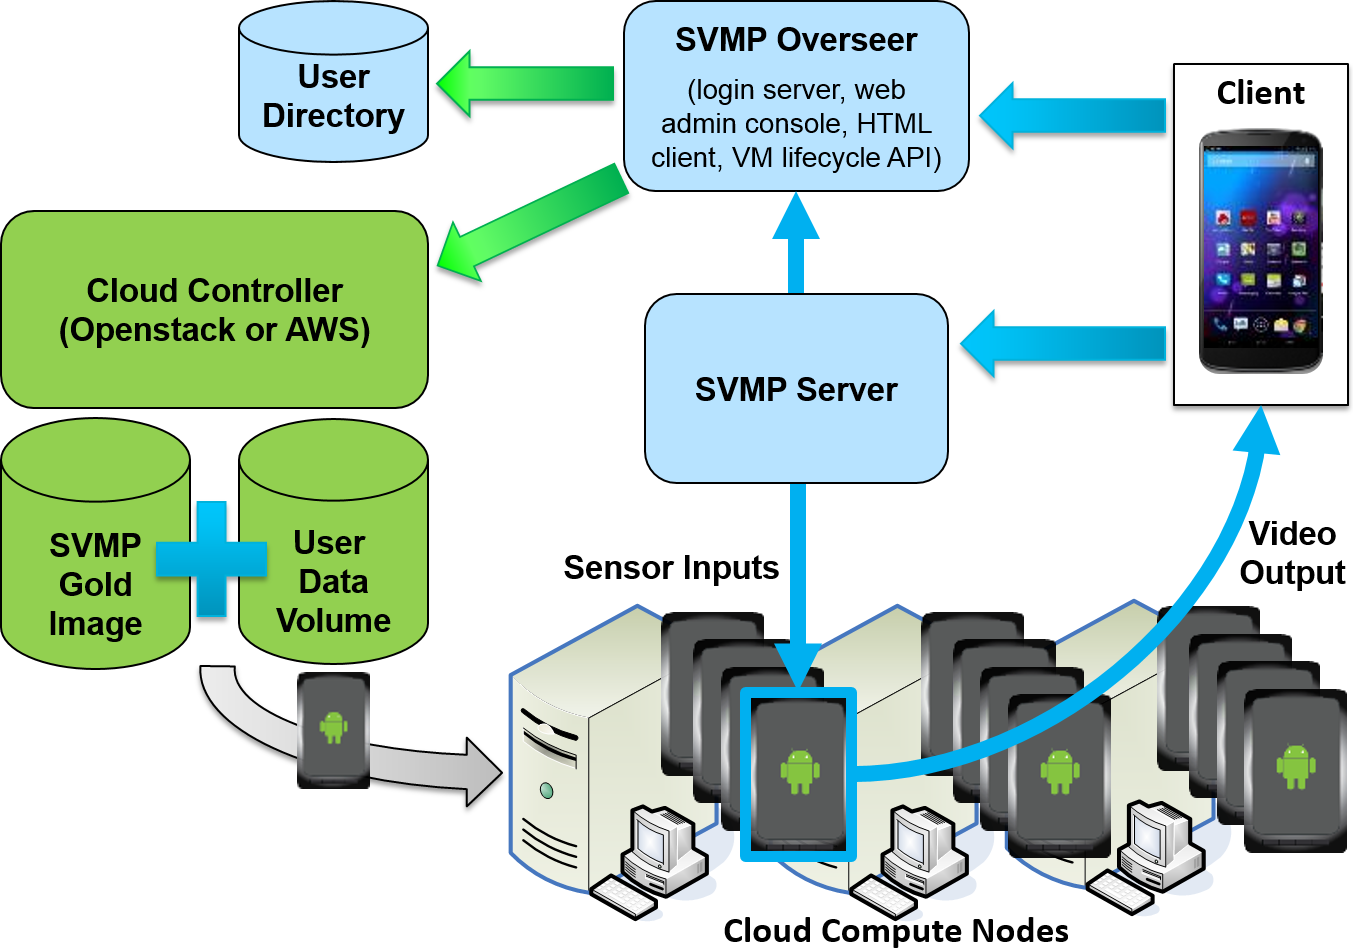 User
Directory
SVMP Overseer
(login server, web
admin console, HTML
client, VM lifecycle API)
Client
Cloud Controller
(Openstack or AWS)
SVMP Server
SVMP
Gold
Image
User
Data
Volume
Sensor Inputs
Video
Output
Cloud Compute Nodes